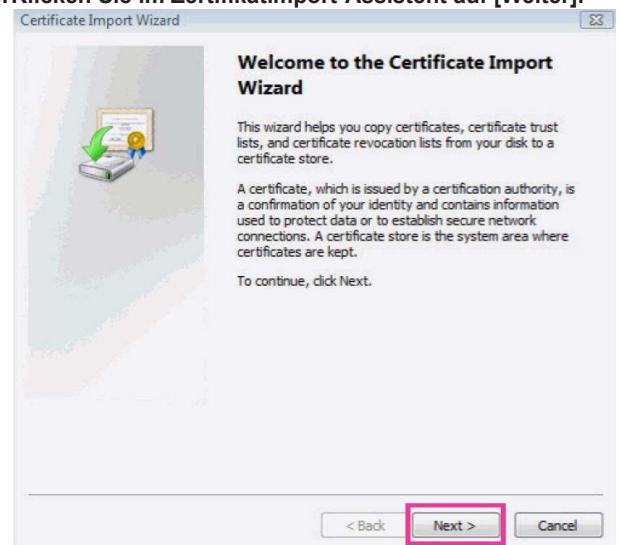 Klicken Sie im Zertifikatimport-Assistent auf [Weiter].
Certificate Import Wizard
Welcome to the Certificate Import
Wizard
This wizard helps you copy certificates, certificate trust
lists, and certificate revocation lists from your disk to a
certificate store.
A certificate, which is issued by a certification authority, is
a confirmation of your identity and contains information
used to protect data or to establish secure network
connections. A certificate store is the system area where
certificates are kept.
To continue, click Next.
< Back Next > Cancel